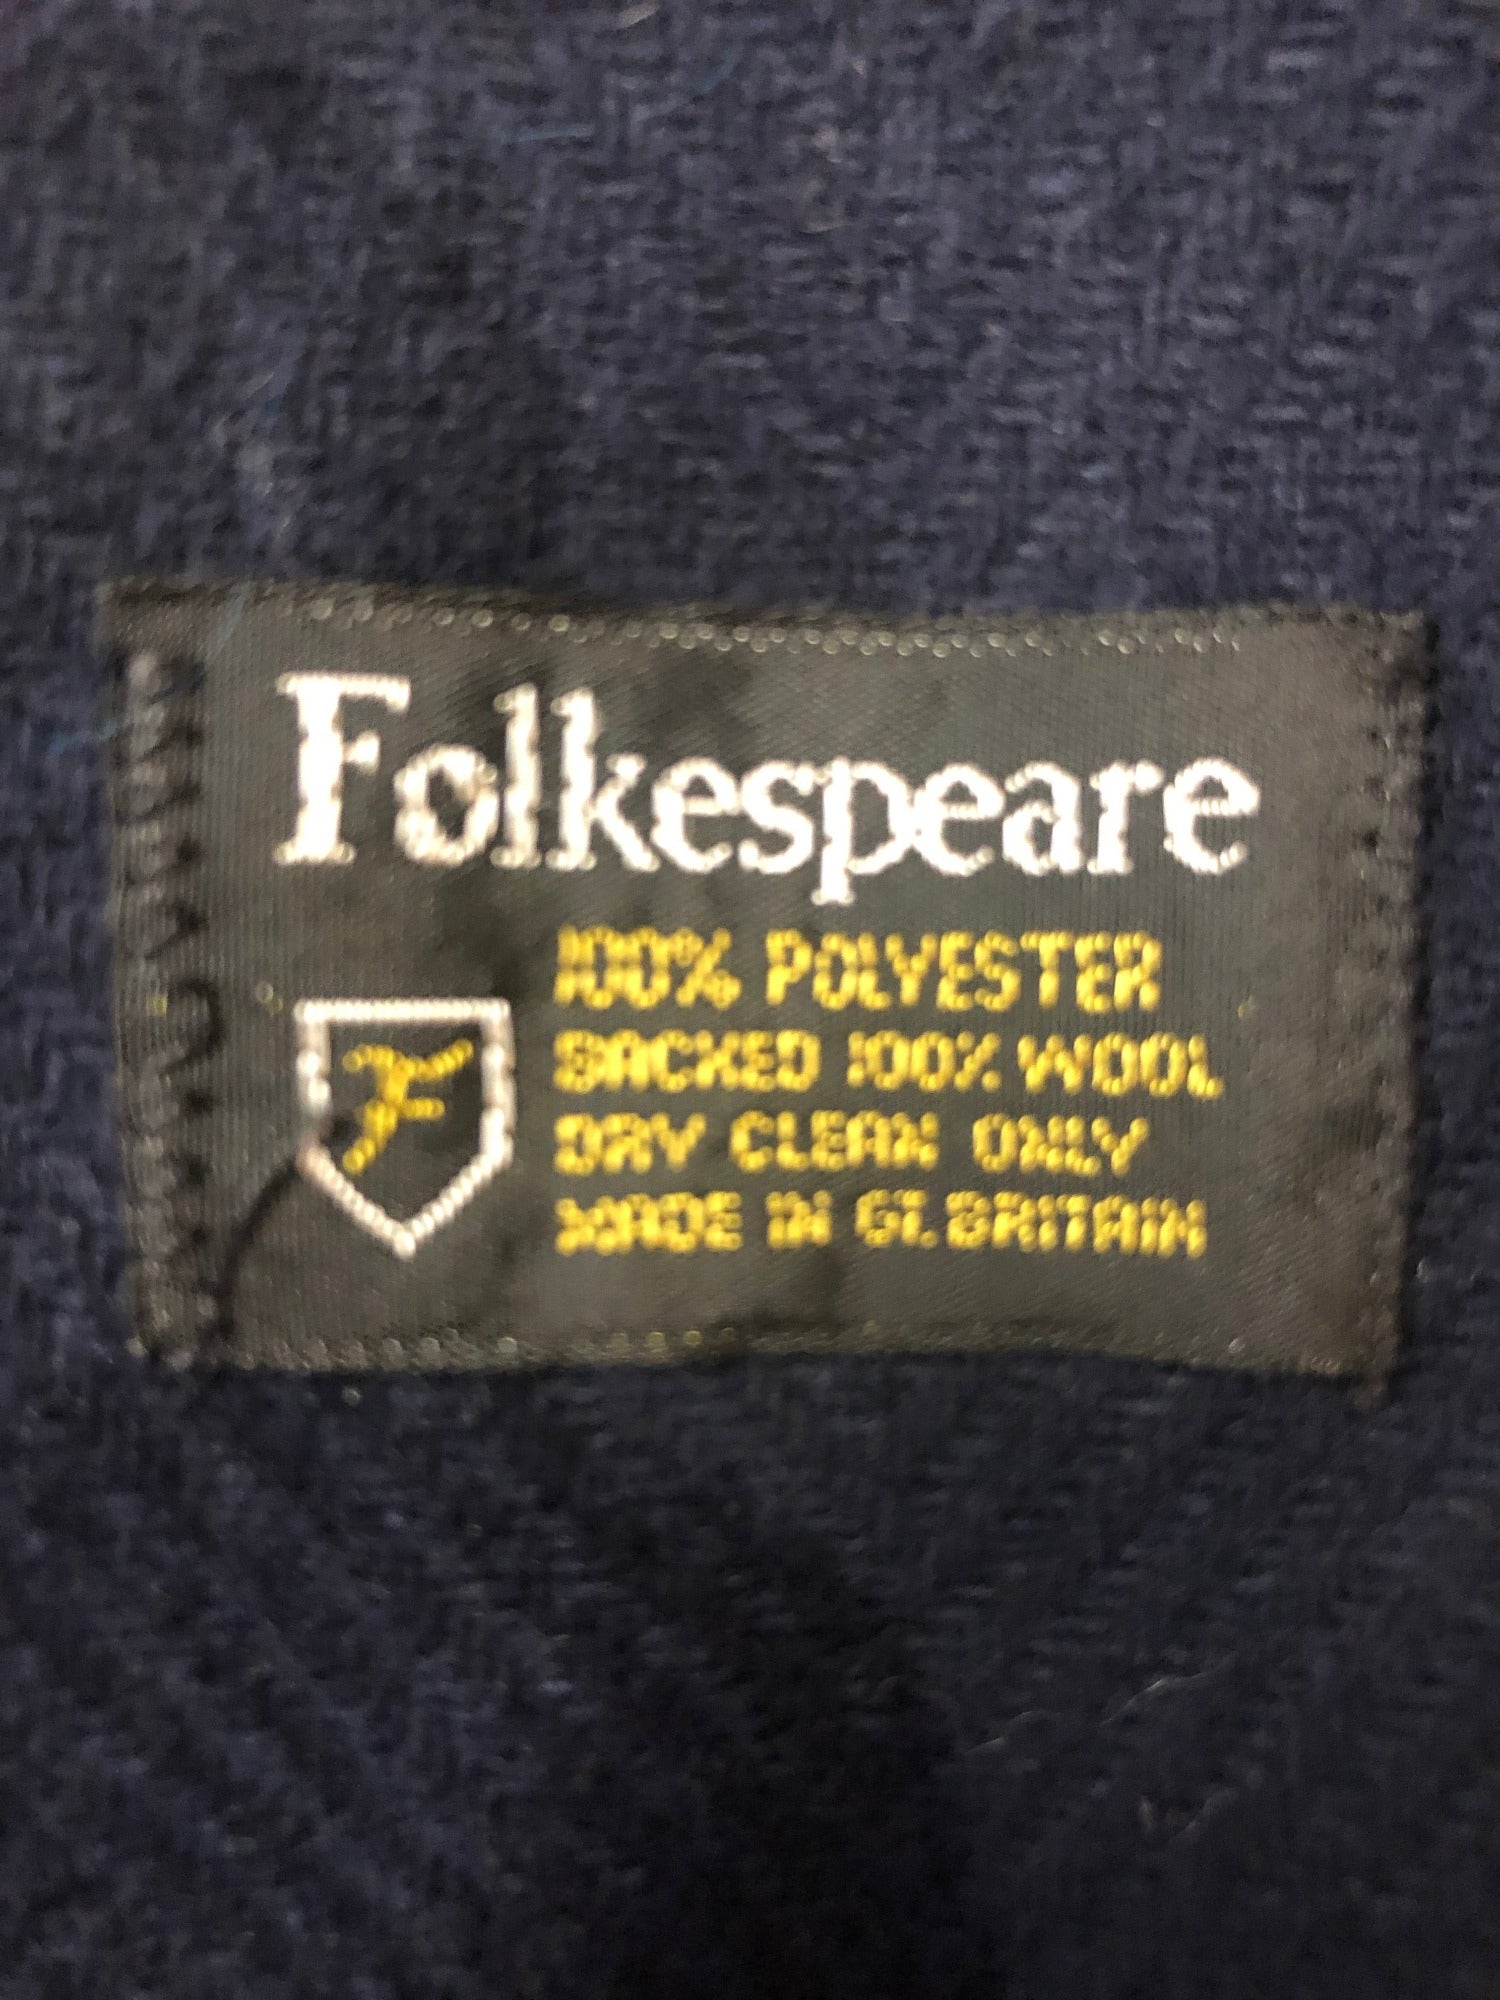 Folkespeare
100% POLYESTER
BACKED 100% WOOL
DRY CLEAN ONLY
MADE IN GT. BRITAIN